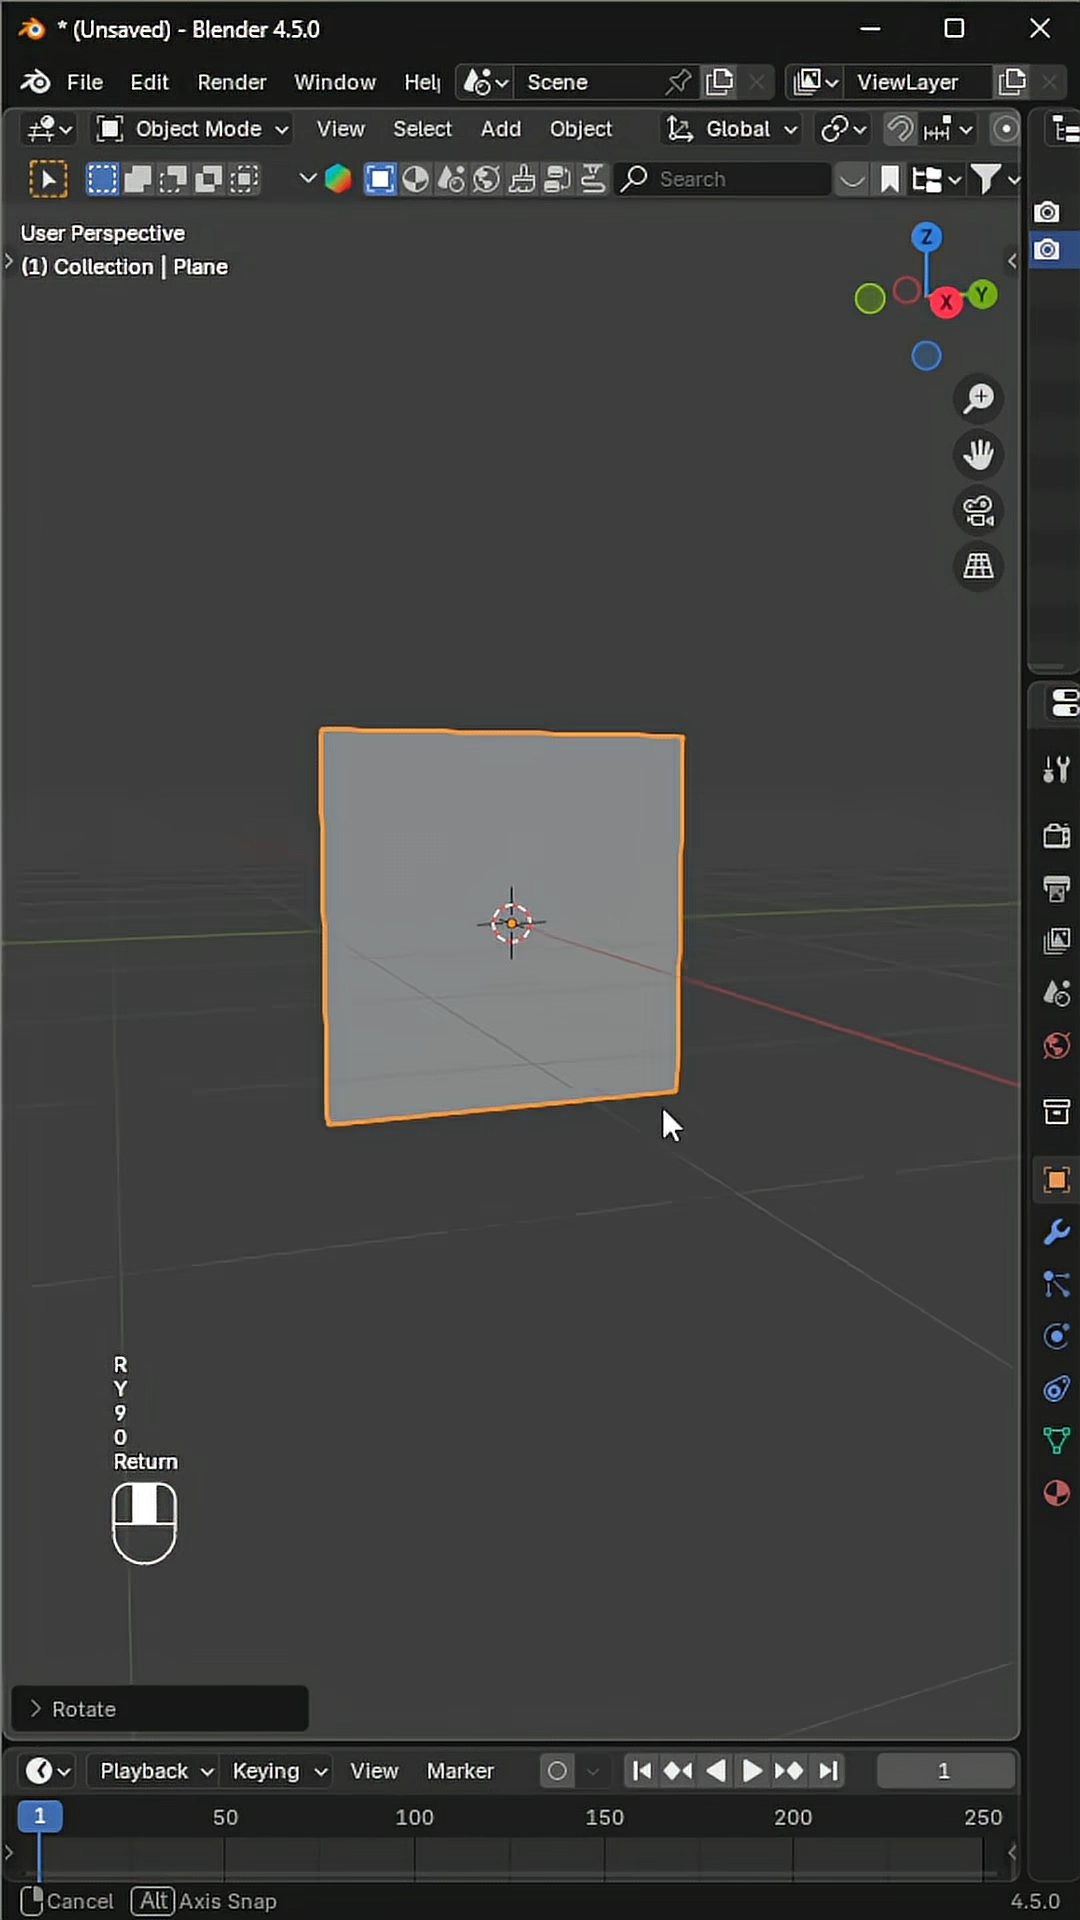 * (Unsaved) - Blender 4.5.0
File Edit Render Window Help Scene ViewLayer
Object Mode View Select Add Object Global
Search
User Perspective
(1) Collection | Plane
Z
X Y
R
Y
9
0
Return
Rotate
Playback Keying View Marker 1
1 50 100 150 200 250
Cancel Alt Axis Snap 4.5.0